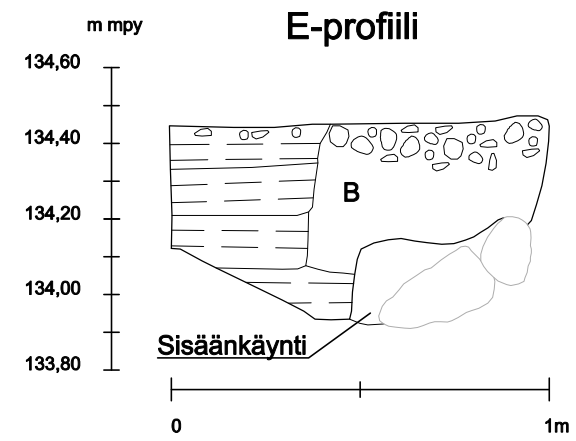 E-profiili
m mpy
134,60
134,40
134,20
134,00
133,80
B
Sisäänkäynti
0
1m